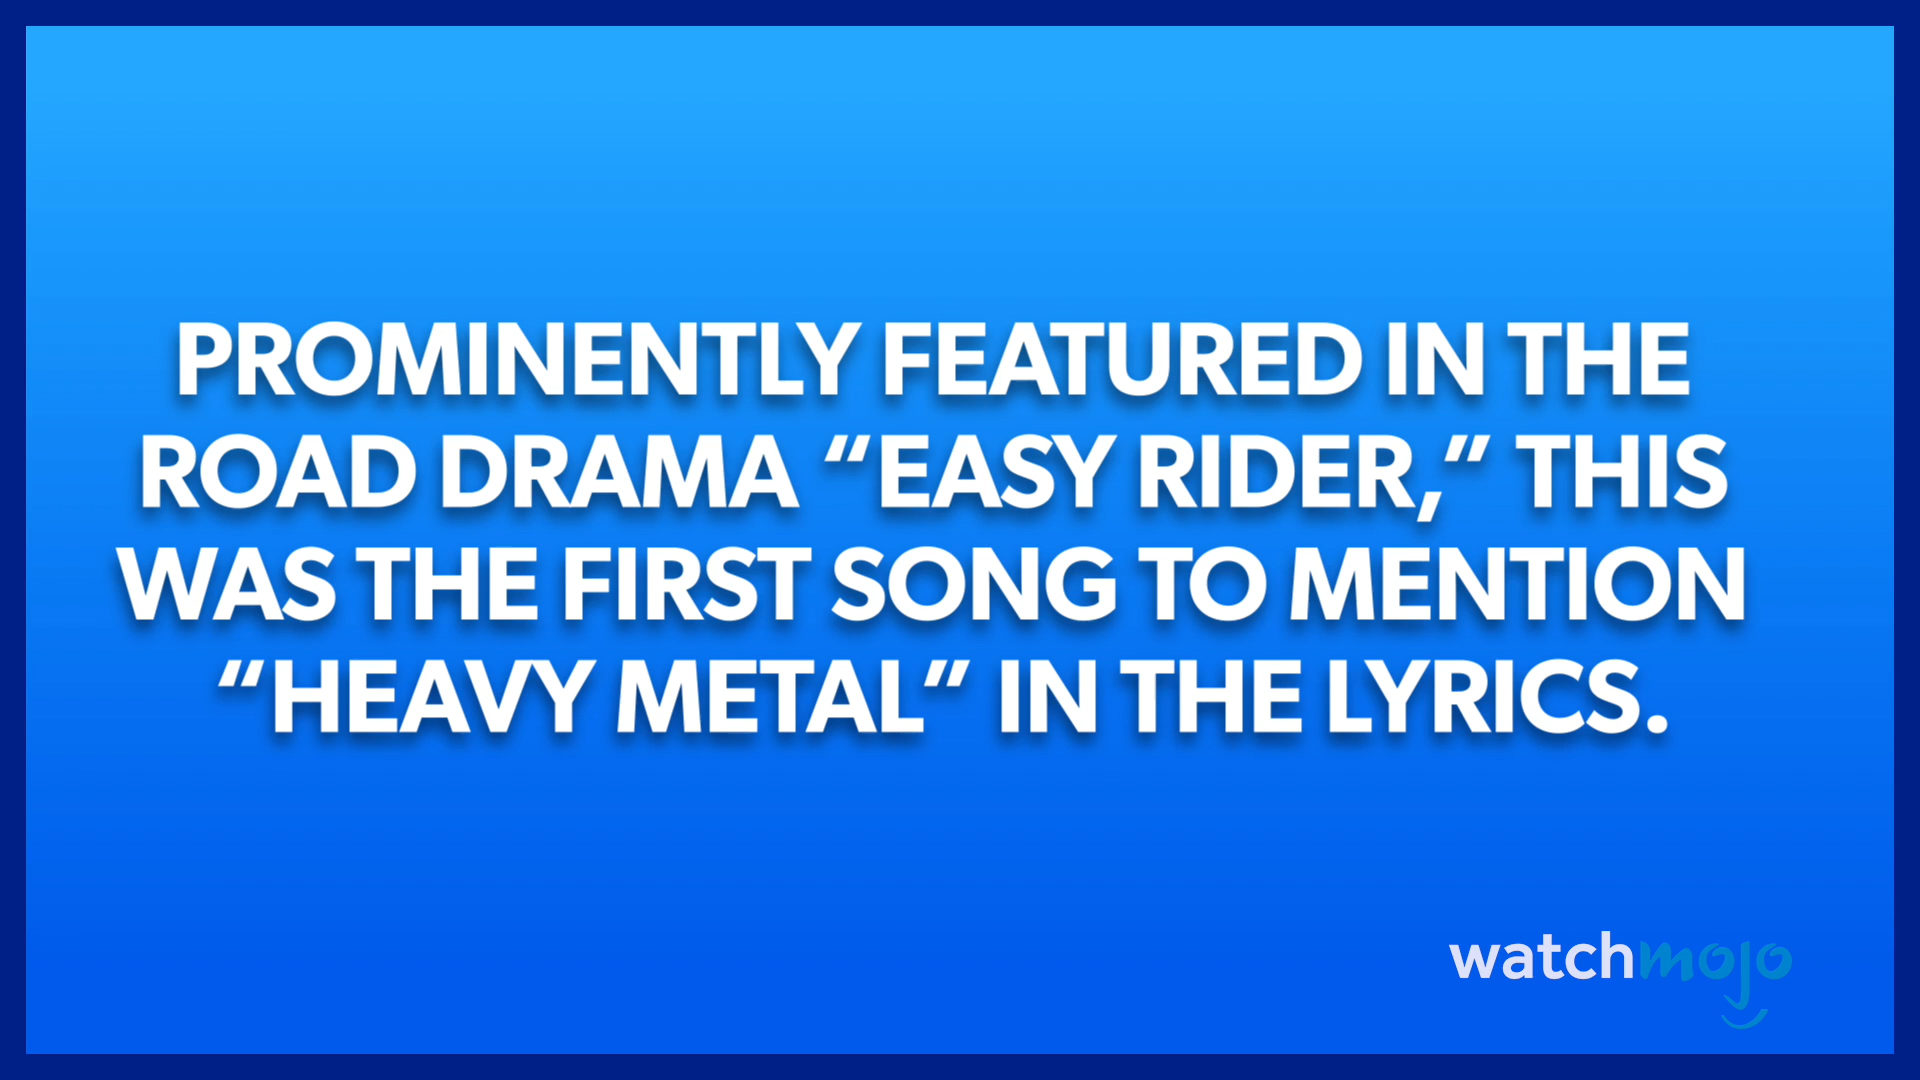 PROMINENTLY FEATURED IN THE
ROAD DRAMA “EASY RIDER,” THIS
WAS THE FIRST SONG TO MENTION
“HEAVY METAL” IN THE LYRICS.
watchmojo